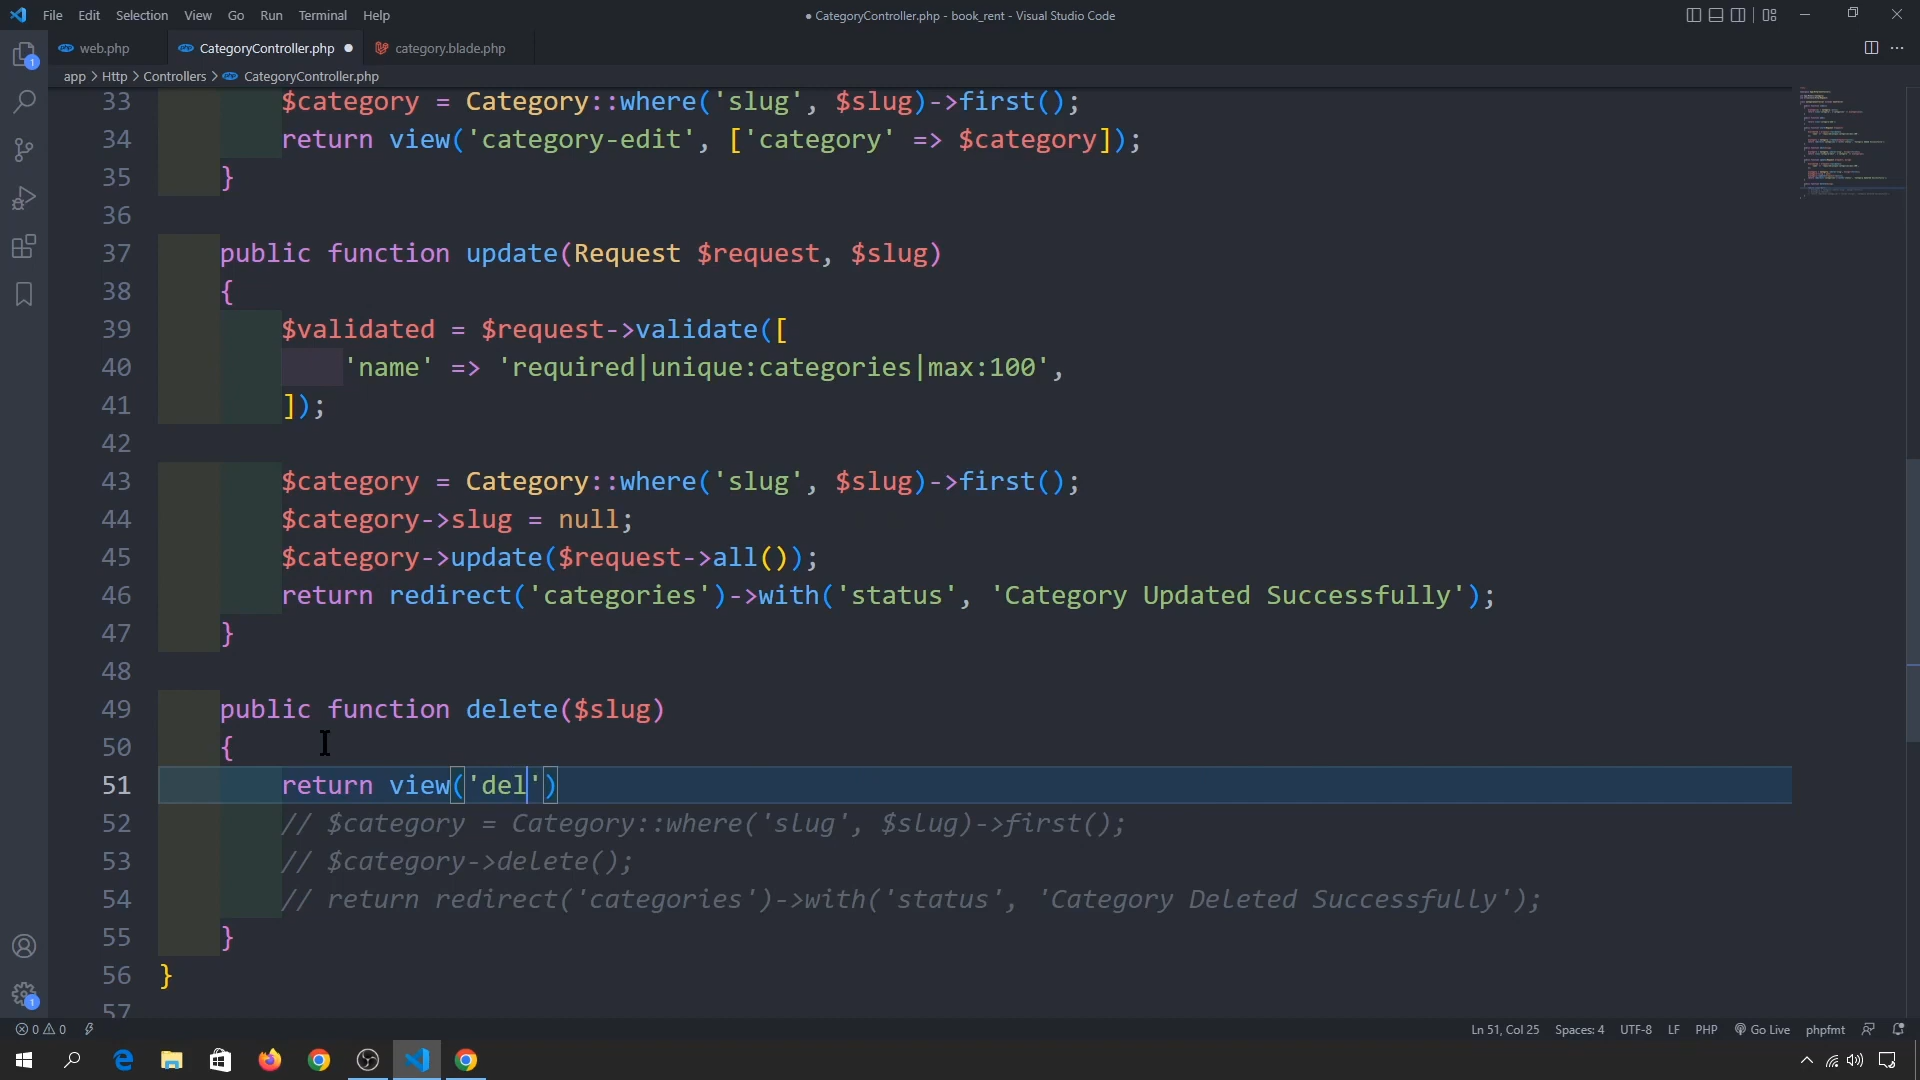 File Edit Selection View Go Run Terminal Help
● CategoryController.php - book_rent - Visual Studio Code
web.php CategoryController.php ● category.blade.php
app > Http > Controllers > CategoryController.php
33 $category = Category::where('slug', $slug)->first();
34 return view('category-edit', ['category' => $category]);
35 }
36
37 public function update(Request $request, $slug)
38 {
39 $validated = $request->validate([
40 'name' => 'required|unique:categories|max:100',
41 ]);
42
43 $category = Category::where('slug', $slug)->first();
44 $category->slug = null;
45 $category->update($request->all());
46 return redirect('categories')->with('status', 'Category Updated Successfully');
47 }
48
49 public function delete($slug)
50 {
51 return view('del')
52 // $category = Category::where('slug', $slug)->first();
53 // $category->delete();
54 // return redirect('categories')->with('status', 'Category Deleted Successfully');
55 }
56 }
57
0 0 Ln 51, Col 25 Spaces: 4 UTF-8 LF PHP Go Live phpfmt